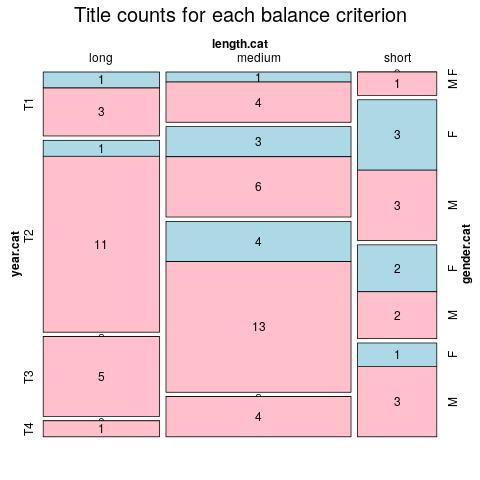 Title counts for each balance criterion
length.cat
long medium short
T1 1 1 M F
3 4 1
1 3 3 F
T2 11 6 3 M
year.cat 4 2 F gender.cat
13 2 M
T3 5 1 F
T4 1 4 3 M